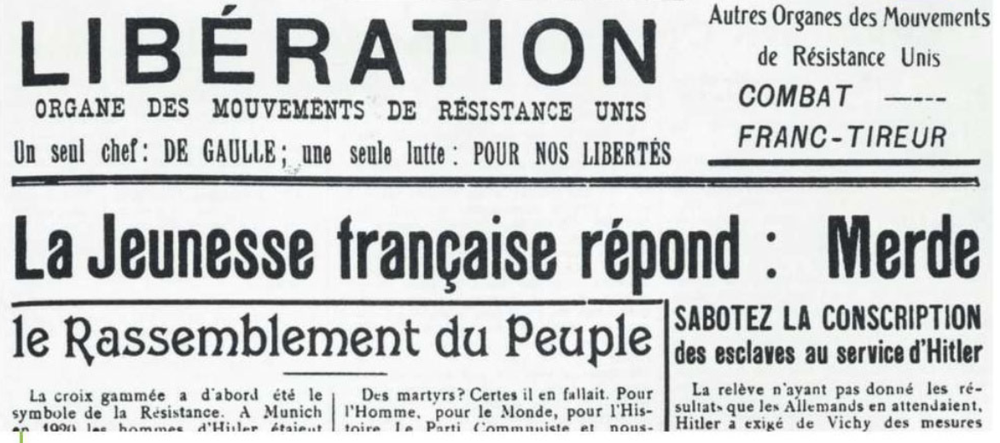 LIBÉRATION
ORGANE DES MOUVEMENTS DE RÉSISTANCE UNIS
Un seul chef : DE GAULLE ; une seule lutte : POUR NOS LIBERTÉS
Autres Organes des Mouvements
de Résistance Unis
COMBAT -----
FRANC-TIREUR
La Jeunesse française répond : Merde
le Rassemblement du Peuple
La croix gammée a d'abord été le
symbole de la Résistance. A Munich
en 1920 les hommes d'Hitler étaient
Des martyrs ? Certes il en fallait. Pour
l'Homme, pour le Monde, pour l'His-
toire. Le Parti Communiste et nous-
SABOTEZ LA CONSCRIPTION
des esclaves au service d'Hitler
La relève n'ayant pas donné les ré-
sultats que les Allemands en attendaient,
Hitler a exigé de Vichy des mesures